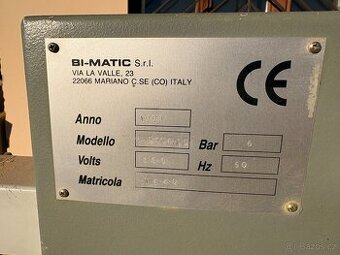 BI-MATIC S.r.l.
VIA LA VALLE, 23
22066 MARIANO C.SE (CO) ITALY
CE
Anno
Modello Bar 6
Volts Hz 50
Matricola